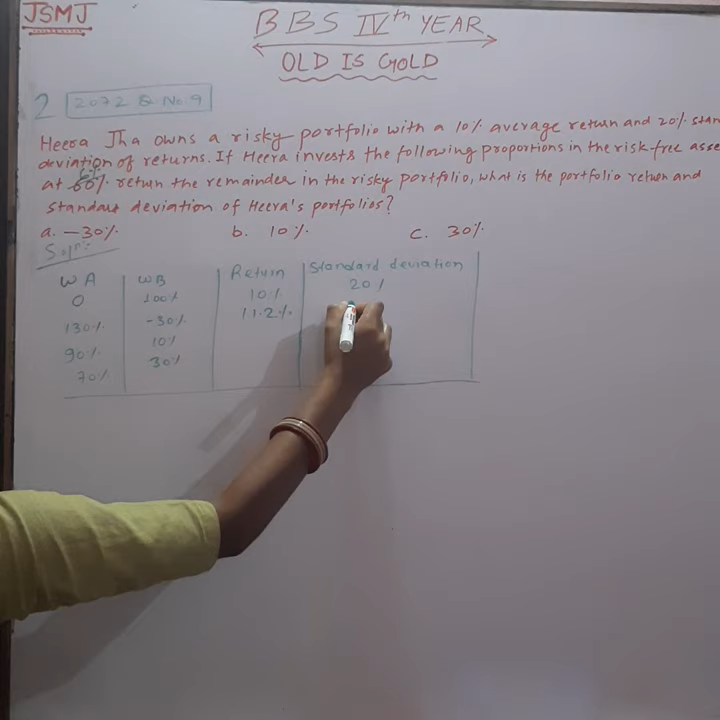 JSMJ
BBS IVth YEAR
OLD IS GOLD
2 2072 Q.No.9
Heera Jha owns a risky portfolio with a 10% average return and 20% stan
deviation of returns. If Heera invests the following proportions in the risk-free asse
at 6% return the remainder in the risky portfolio, what is the portfolio return and
standard deviation of Heera's portfolios?
a. -30% b. 10% c. 30%
Solⁿ:
WA WB Return Standard deviation
0 100% 10% 20%
130% -30% 11.2%
90% 10%
70% 30%